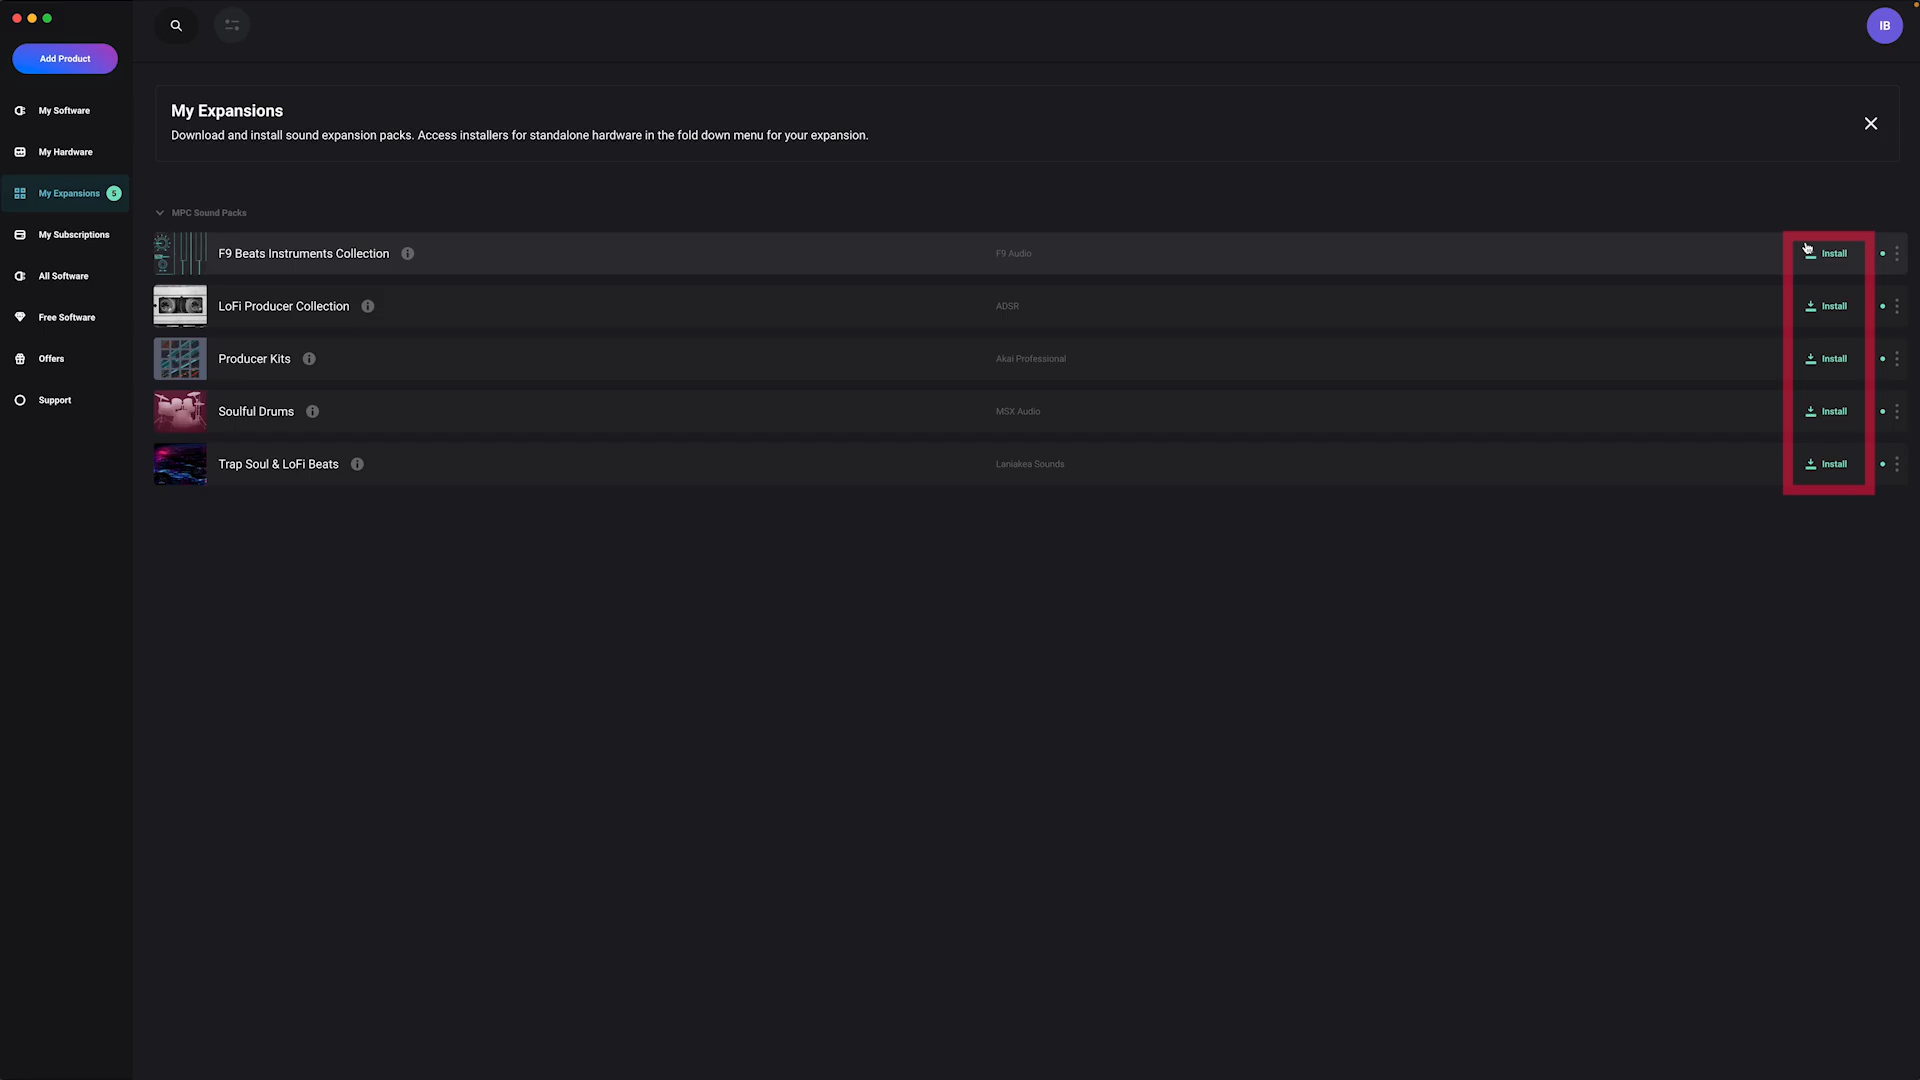 IB
Add Product
My Software
My Hardware
My Expansions 5
My Subscriptions
All Software
Free Software
Offers
Support
My Expansions
Download and install sound expansion packs. Access installers for standalone hardware in the fold down menu for your expansion.
MPC Sound Packs
F9 Beats Instruments Collection F9 Audio Install
LoFi Producer Collection ADSR Install
Producer Kits Akai Professional Install
Soulful Drums MSX Audio Install
Trap Soul & LoFi Beats Laniakea Sounds Install